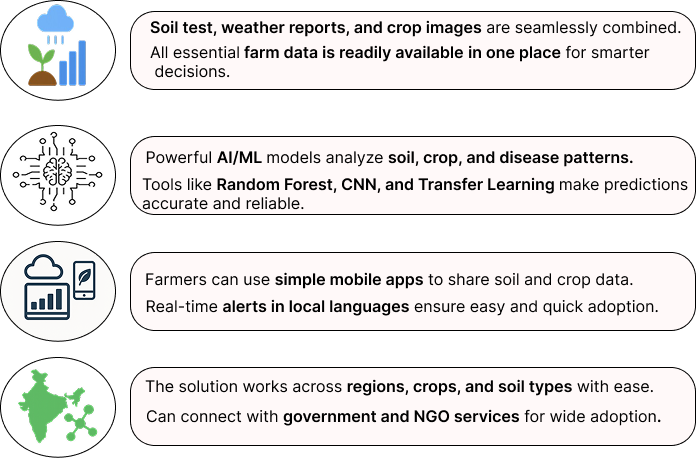 Soil test, weather reports, and crop images are seamlessly combined.
All essential farm data is readily available in one place for smarter
decisions.
Powerful AI/ML models analyze soil, crop, and disease patterns.
Tools like Random Forest, CNN, and Transfer Learning make predictions
accurate and reliable.
Farmers can use simple mobile apps to share soil and crop data.
Real-time alerts in local languages ensure easy and quick adoption.
The solution works across regions, crops, and soil types with ease.
Can connect with government and NGO services for wide adoption.